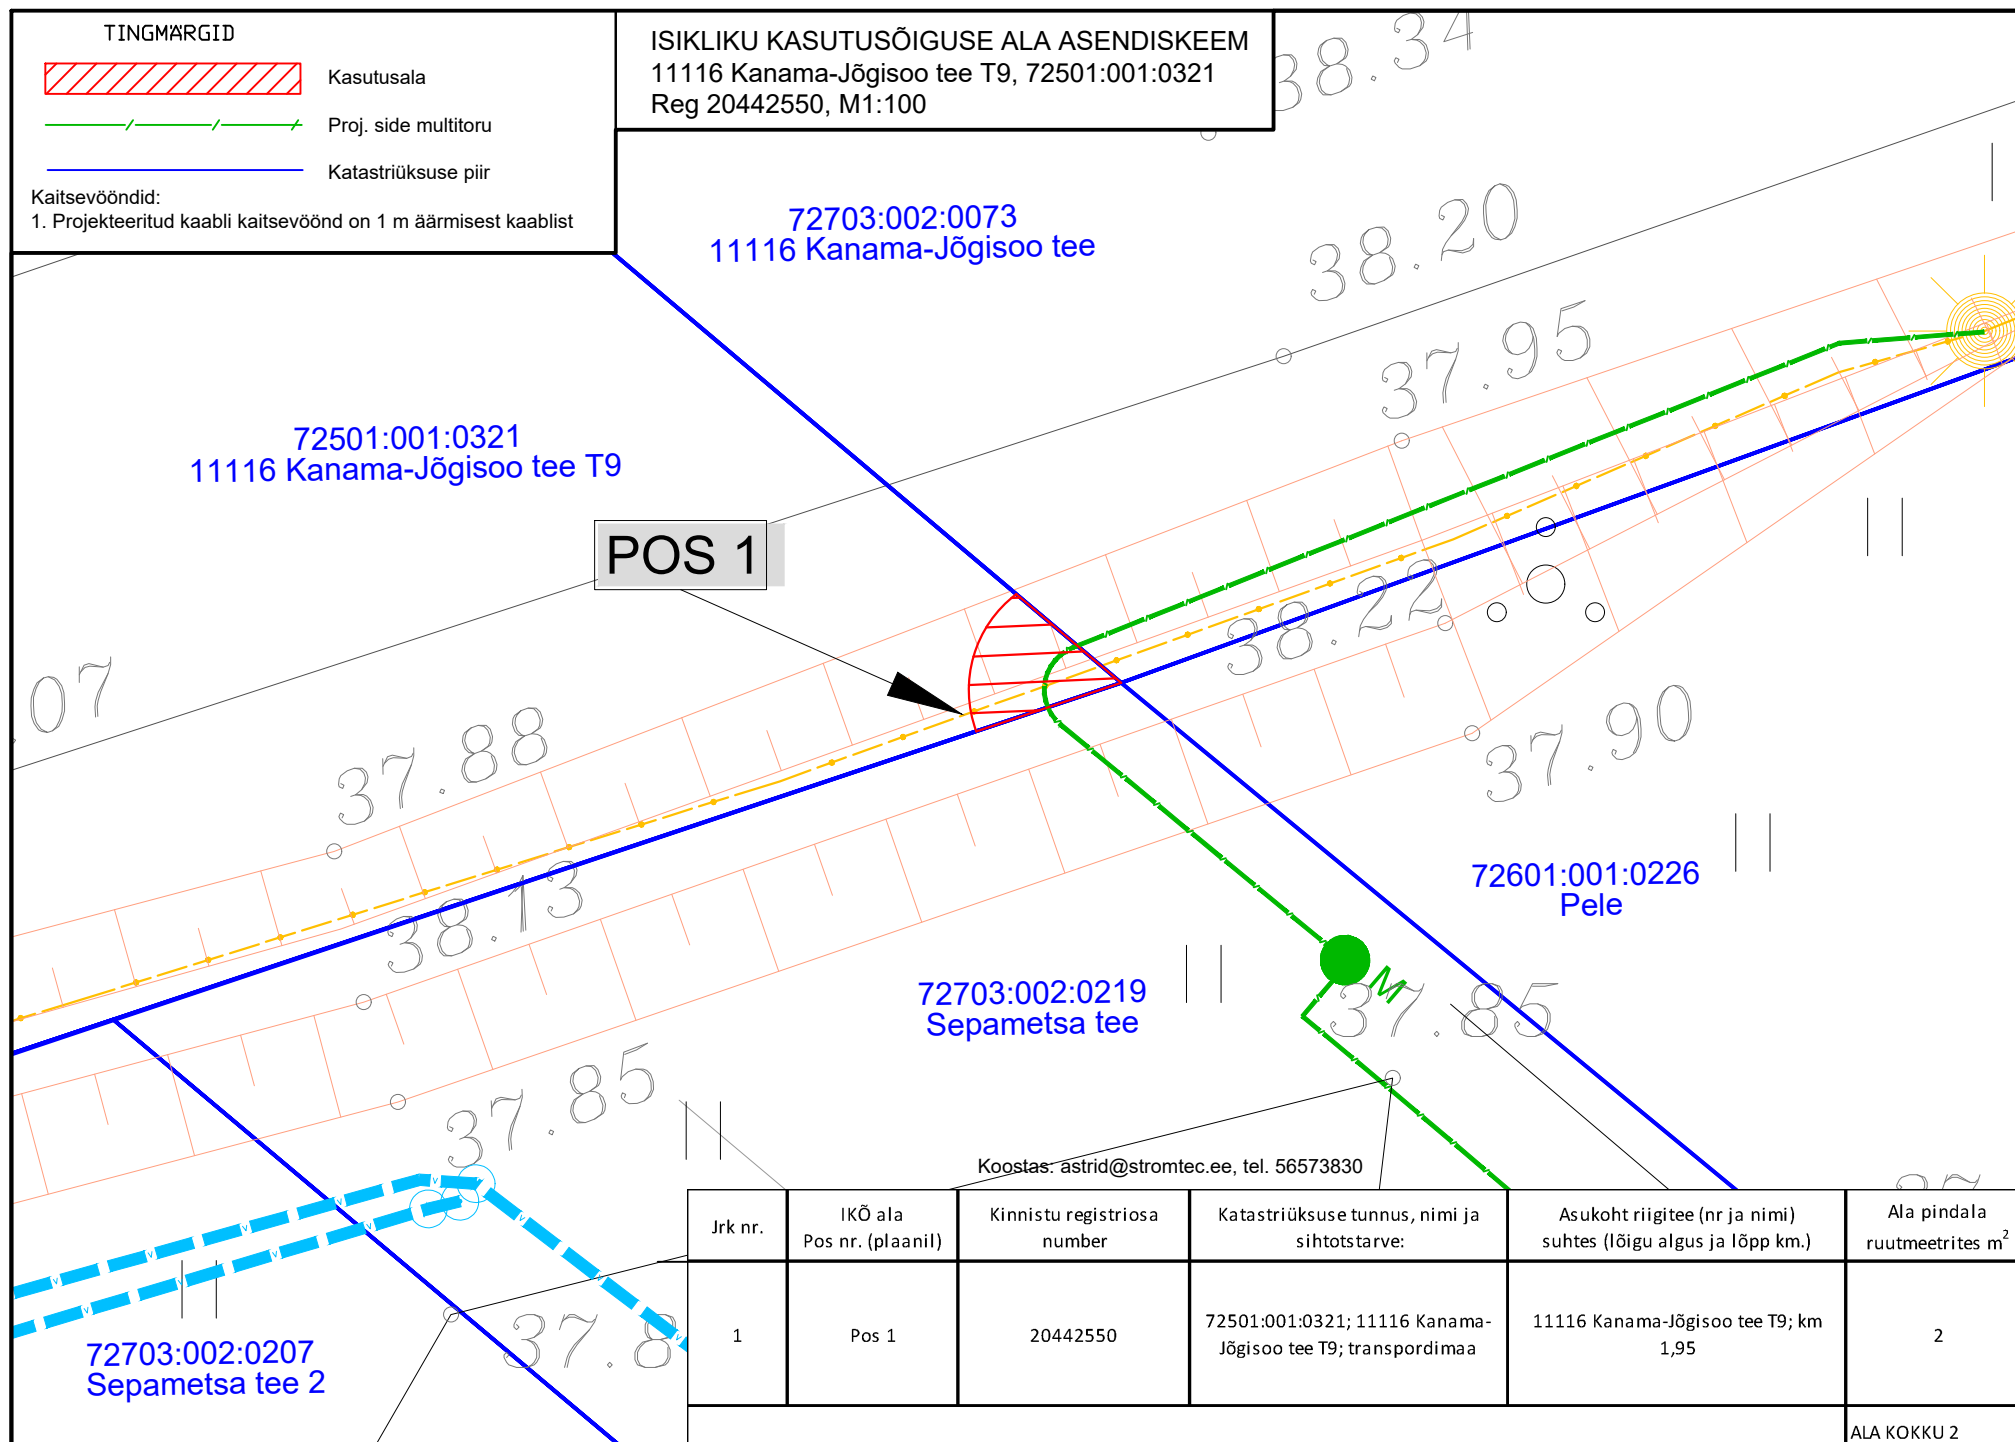 TINGMÄRGID
Kasutusala
Proj. side multitoru
Katastriüksuse piir
Kaitsevööndid:
1. Projekteeritud kaabli kaitsevöönd on 1 m äärmisest kaablist
ISIKLIKU KASUTUSÕIGUSE ALA ASENDISKEEM
11116 Kanama-Jõgisoo tee T9, 72501:001:0321
Reg 20442550, M1:100
38.34
72703:002:0073
11116 Kanama-Jõgisoo tee
38.20
37.95
72501:001:0321
11116 Kanama-Jõgisoo tee T9
POS 1
38.22
.07
37.88
37.90
38.13
72601:001:0226
Pele
72703:002:0219
Sepametsa tee
M
37.85
37.85
Koostas: astrid@stromtec.ee, tel. 56573830
37.8
72703:002:0207
Sepametsa tee 2
Jrk nr.
IKÕ ala
Pos nr. (plaanil)
Kinnistu registriosa
number
Katastriüksuse tunnus, nimi ja
sihtotstarve:
Asukoht riigitee (nr ja nimi)
suhtes (lõigu algus ja lõpp km.)
Ala pindala
ruutmeetrites m²
1
Pos 1
20442550
72501:001:0321; 11116 Kanama-
Jõgisoo tee T9; transpordimaa
11116 Kanama-Jõgisoo tee T9; km
1,95
2
ALA KOKKU 2